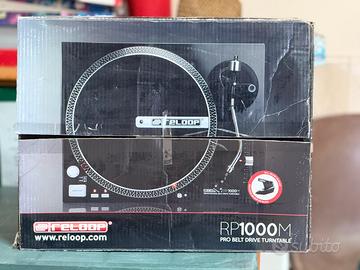 reloop
reloop
www.reloop.com
RP1000M
PRO BELT DRIVE TURNTABLE
subito